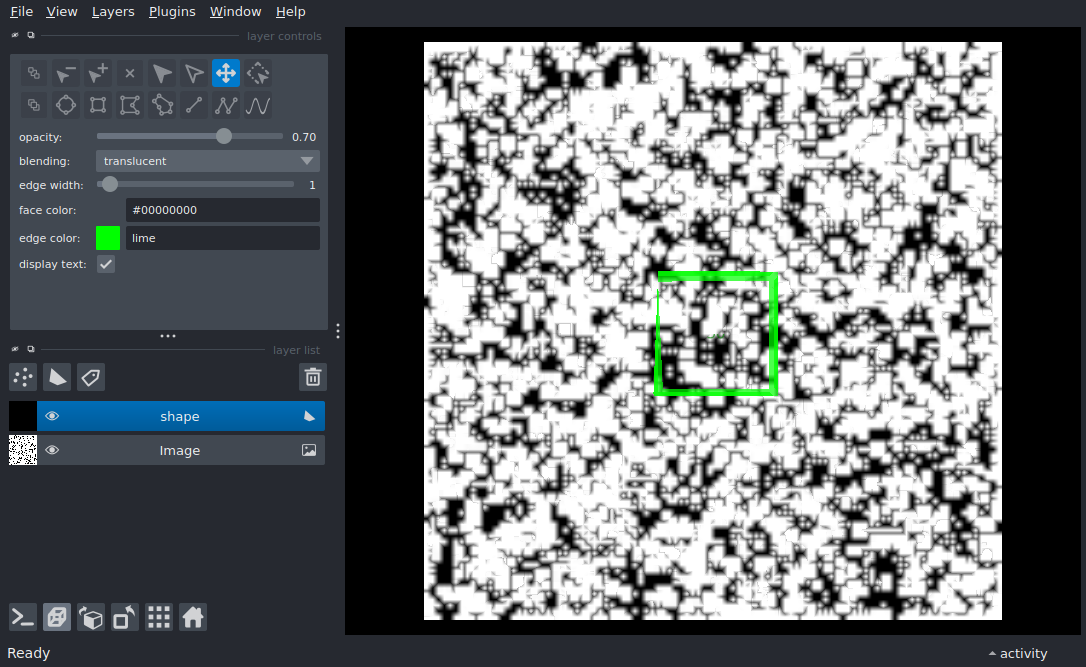 File View Layers Plugins Window Help
layer controls
opacity: 0.70
blending: translucent
edge width: 1
face color: #00000000
edge color: lime
display text:
layer list
shape
Image
Ready activity